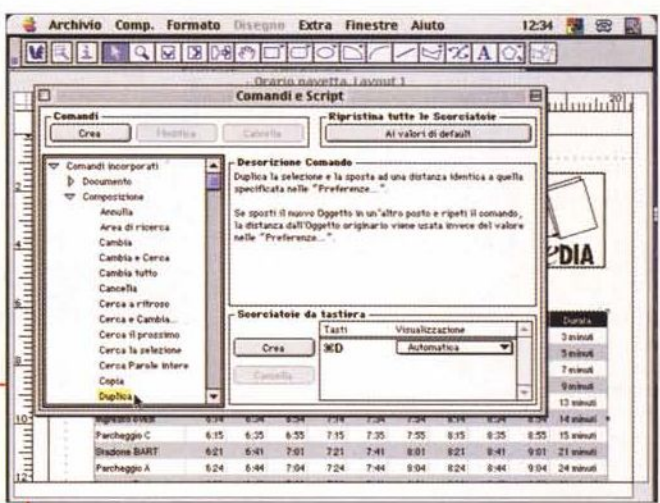 Archivio Comp. Formato Disegno Extra Finestre Aiuto 12:34
Orario navetta Layout 1
Comandi e Script
Comandi
Crea Modifica Cancella
Ripristina tutte le Scorciatoie
Ai valori di default
Comandi incorporati
Documento
Composizione
Annulla
Area di ricerca
Cambia
Cambia e Cerca
Cambia tutto
Cancella
Cerca a ritroso
Cerca e Cambia...
Cerca il prossimo
Cerca la selezione
Cerca Parole intere
Copia
Duplica
Descrizione Comando
Duplica la selezione e la sposta ad una distanza identica a quella
specificata nelle "Preferenze...".
Se sposti il nuovo Oggetto in un'altro posto e ripeti il comando,
la distanza dall'Oggetto originario viene usata invece del valore
nelle "Preferenze...".
Scorciatoie da tastiera
Tasti Visualizzazione
Crea
⌘D Automatica
Cancella
DIA
Durata
3 minuti
5 minuti
7 minuti
9 minuti
13 minuti
14 minuti
Parcheggio C 6:15 6:35 6:55 7:15 7:35 7:55 8:15 8:35 8:55 15 minuti
Stadone BART 6:21 6:41 7:01 7:21 7:41 8:01 8:21 8:41 9:01 21 minuti
Parcheggio A 6:24 6:44 7:04 7:24 7:44 8:04 8:24 8:44 9:04 24 minuti